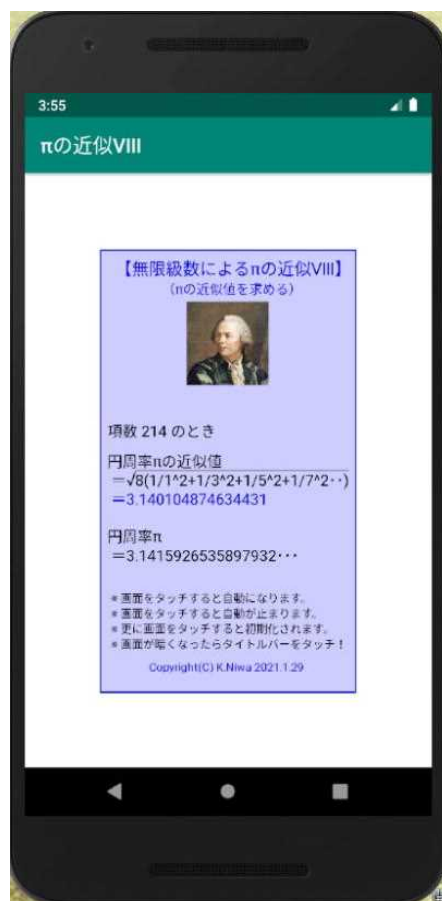 3:55
πの近似VIII
【無限級数によるπの近似VIII】
(πの近似値を求める)
項数 214 のとき
円周率πの近似値
＝√8(1/1^2+1/3^2+1/5^2+1/7^2‥)
＝3.140104874634431
円周率π
＝3.1415926535897932･･･
※画面をタッチすると自動になります。
※画面をタッチすると自動が止まります。
※更に画面をタッチすると初期化されます。
※画面が暗くなったらタイトルバーをタッチ！
Copyright(C) K.Niwa 2021.1.29